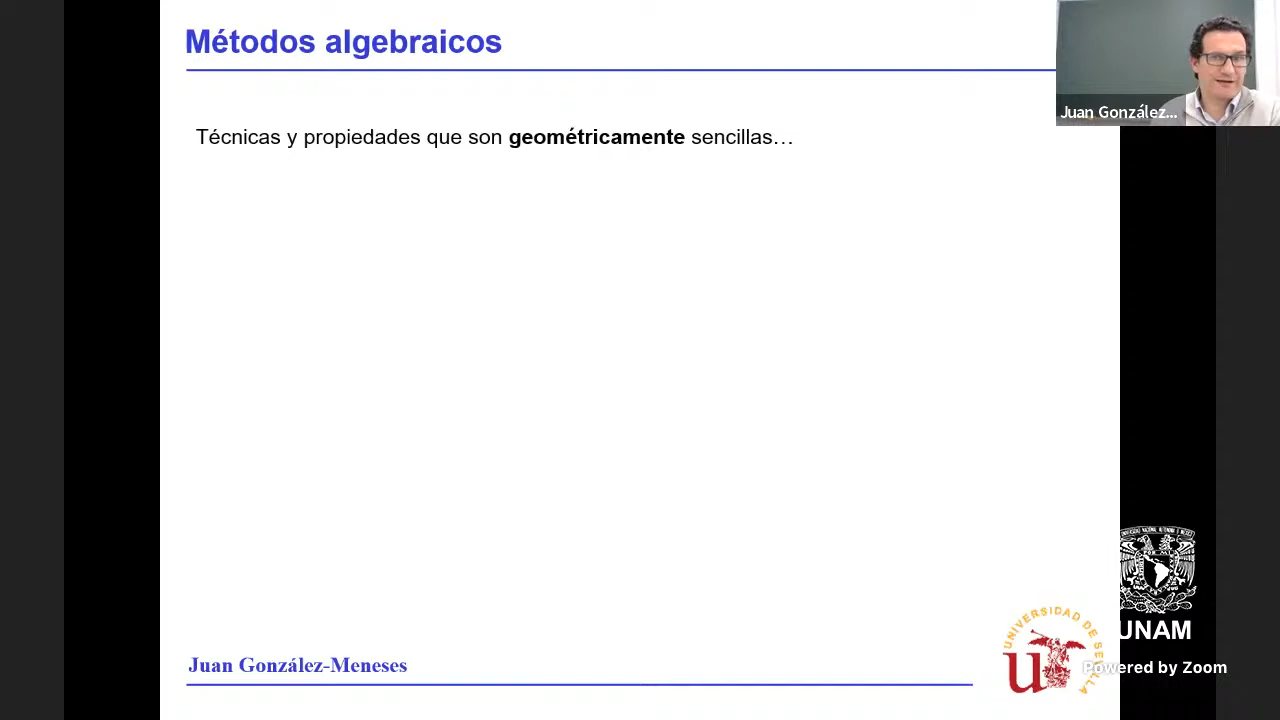 Métodos algebraicos
Juan González...
Técnicas y propiedades que son geométricamente sencillas…
UNIVERSIDAD DE SEVILLA
UNAM
Juan González-Meneses
Powered by Zoom